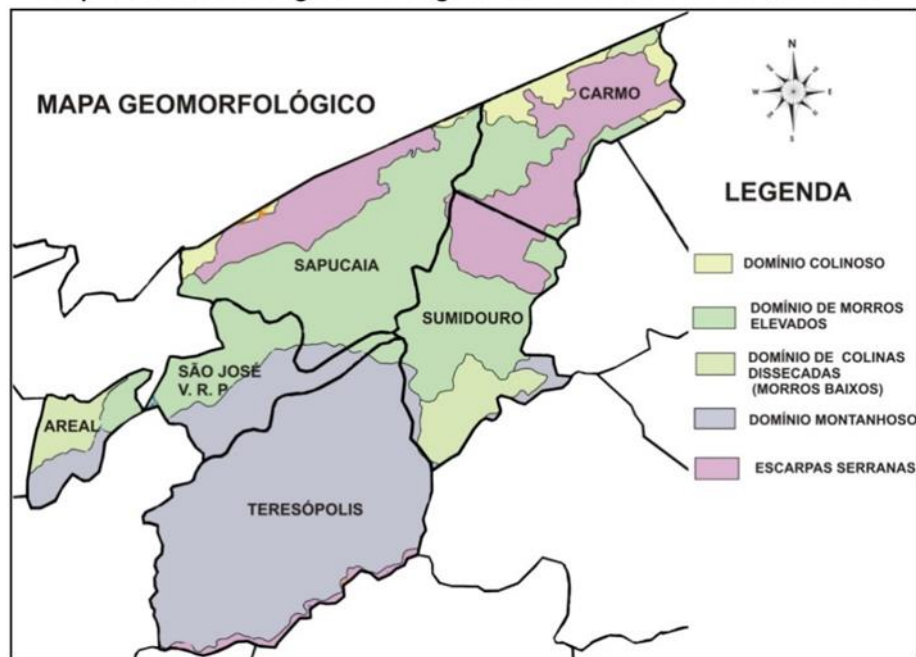 MAPA GEOMORFOLÓGICO
CARMO
N
W
E
S
LEGENDA
SAPUCAIA
DOMÍNIO COLINOSO
SUMIDOURO
DOMÍNIO DE MORROS
ELEVADOS
SÃO JOSÉ
V. R. P
DOMÍNIO DE COLINAS
DISSECADAS
(MORROS BAIXOS)
AREAL
DOMÍNIO MONTANHOSO
ESCARPAS SERRANAS
TERESÓPOLIS